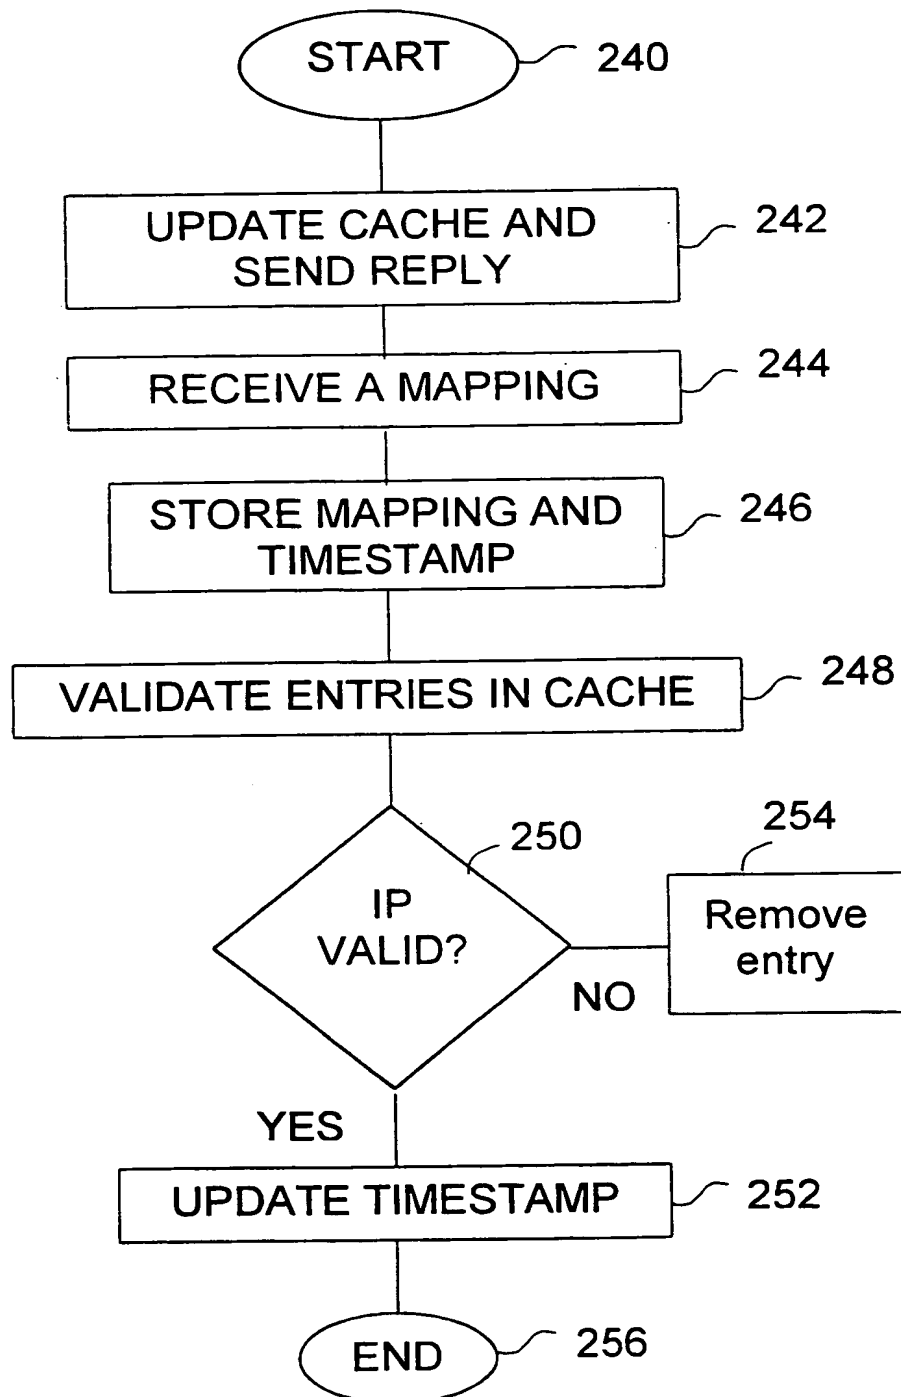 START
240
UPDATE CACHE AND
SEND REPLY
242
RECEIVE A MAPPING
244
STORE MAPPING AND
TIMESTAMP
246
VALIDATE ENTRIES IN CACHE
248
IP
VALID?
250
254
Remove
entry
NO
YES
UPDATE TIMESTAMP
252
END
256